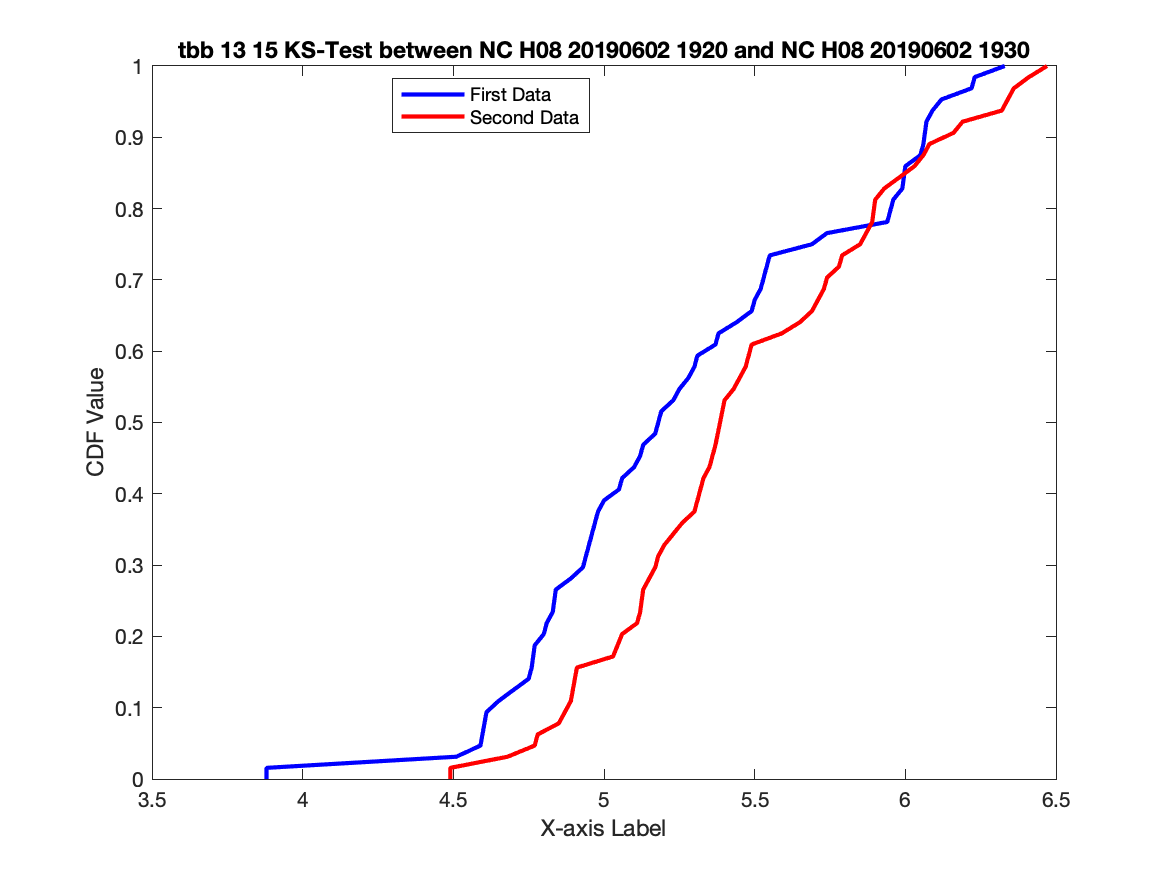 tbb 13 15 KS-Test between NC H08 20190602 1920 and NC H08 20190602 1930
First Data
Second Data
1
0.9
0.8
0.7
0.6
0.5
0.4
0.3
0.2
0.1
0
CDF Value
3.5 4 4.5 5 5.5 6 6.5
X-axis Label